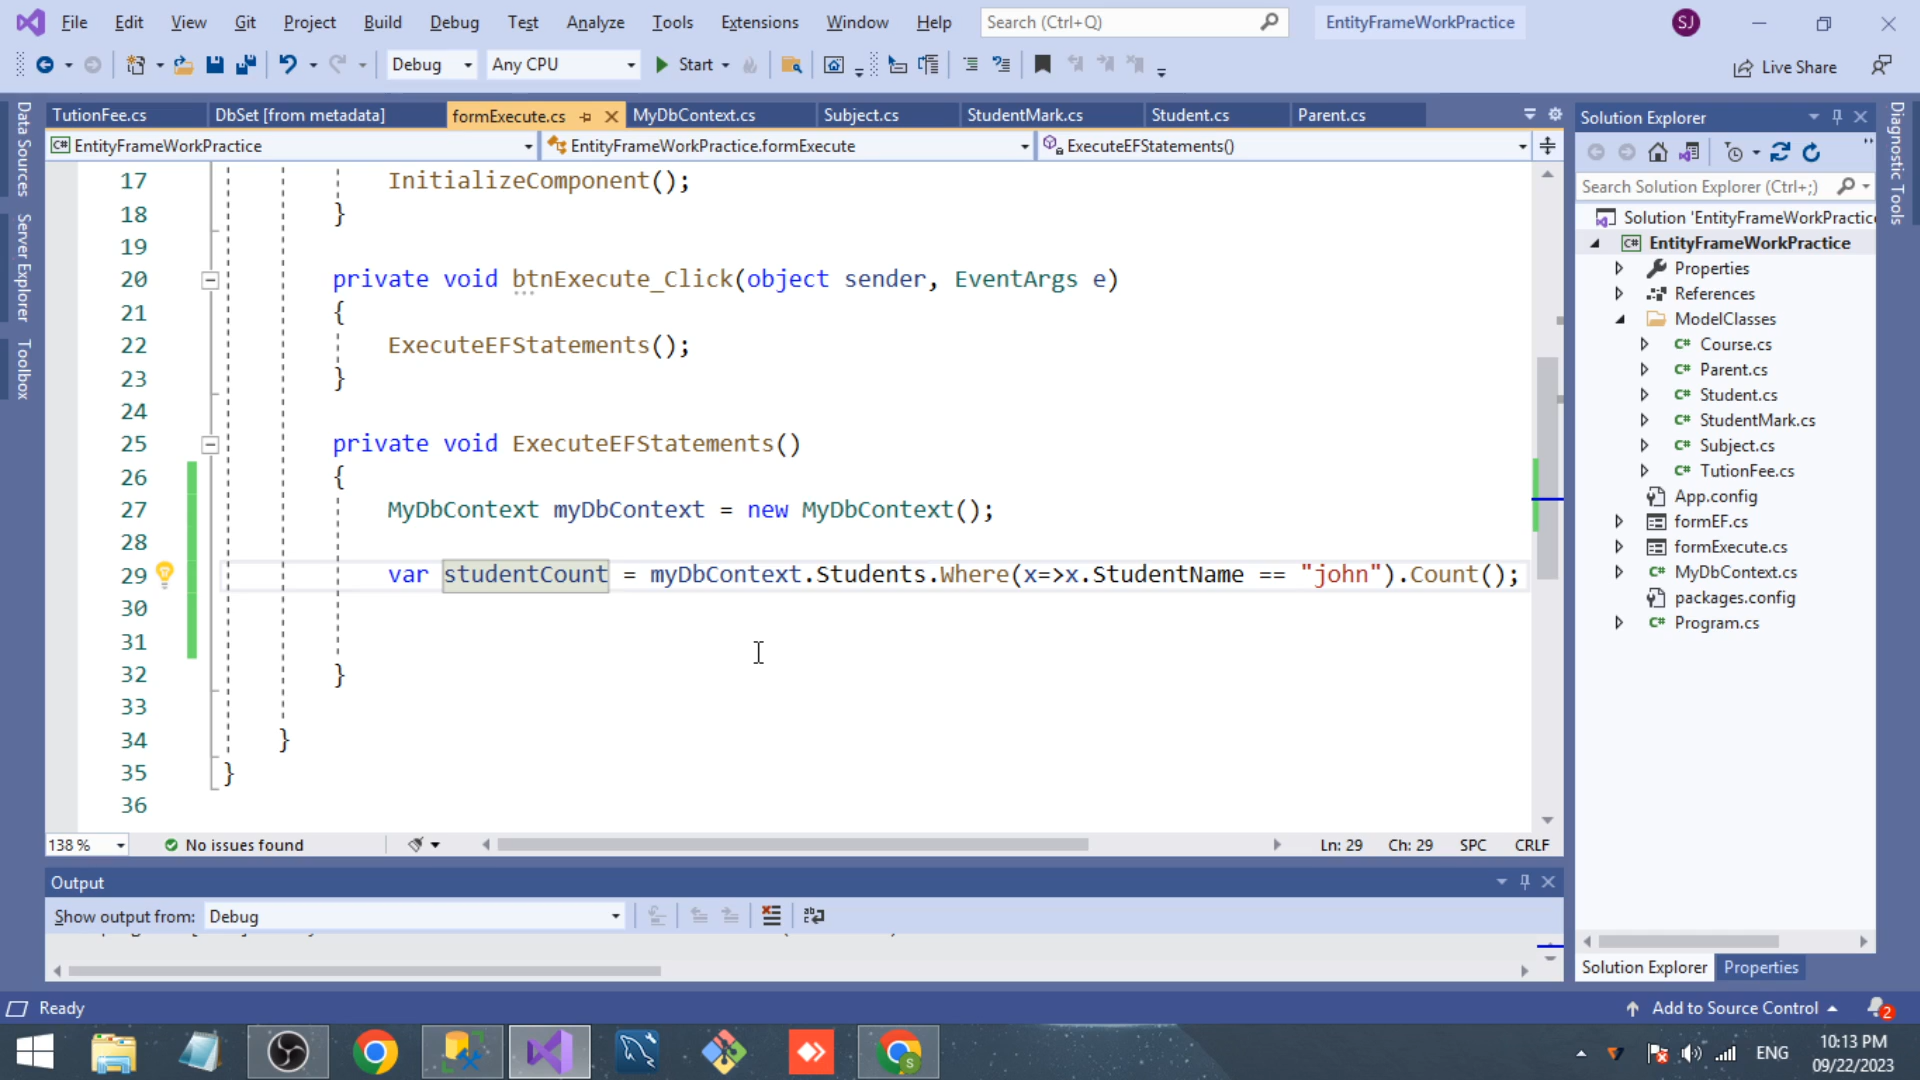 File Edit View Git Project Build Debug Test Analyze Tools Extensions Window Help Search (Ctrl+Q) EntityFrameWorkPractice SJ
Debug Any CPU Start Live Share
TutionFee.cs DbSet [from metadata] formExecute.cs MyDbContext.cs Subject.cs StudentMark.cs Student.cs Parent.cs
EntityFrameWorkPractice EntityFrameWorkPractice.formExecute ExecuteEFStatements()
Data Sources
Server Explorer
Toolbox
17 InitializeComponent();
18 }
19
20 private void btnExecute_Click(object sender, EventArgs e)
21 {
22 ExecuteEFStatements();
23 }
24
25 private void ExecuteEFStatements()
26 {
27 MyDbContext myDbContext = new MyDbContext();
28
29 var studentCount = myDbContext.Students.Where(x=>x.StudentName == "john").Count();
30
31
32 }
33
34 }
35 }
36
138 % No issues found Ln: 29 Ch: 29 SPC CRLF
Output
Show output from: Debug
Solution Explorer
Search Solution Explorer (Ctrl+;)
Solution 'EntityFrameWorkPractice
EntityFrameWorkPractice
Properties
References
ModelClasses
C# Course.cs
C# Parent.cs
C# Student.cs
C# StudentMark.cs
C# Subject.cs
C# TutionFee.cs
App.config
formEF.cs
formExecute.cs
C# MyDbContext.cs
packages.config
C# Program.cs
Solution Explorer Properties
Diagnostic Tools
Ready Add to Source Control 2
ENG 10:13 PM
09/22/2023